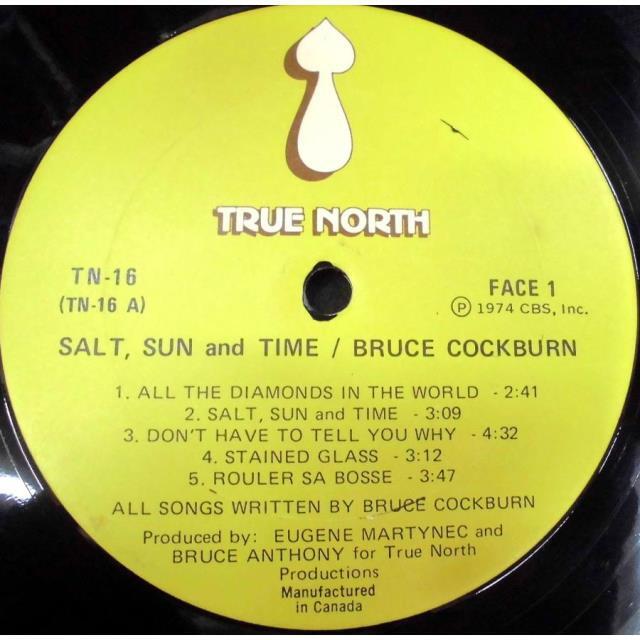 TRUE NORTH
TN-16
(TN-16 A)
FACE 1
Ⓟ 1974 CBS, Inc.
SALT, SUN and TIME / BRUCE COCKBURN
1. ALL THE DIAMONDS IN THE WORLD - 2:41
2. SALT, SUN and TIME - 3:09
3. DON'T HAVE TO TELL YOU WHY - 4:32
4. STAINED GLASS - 3:12
5. ROULER SA BOSSE - 3:47
ALL SONGS WRITTEN BY BRUCE COCKBURN
Produced by: EUGENE MARTYNEC and
BRUCE ANTHONY for True North
Productions
Manufactured
in Canada